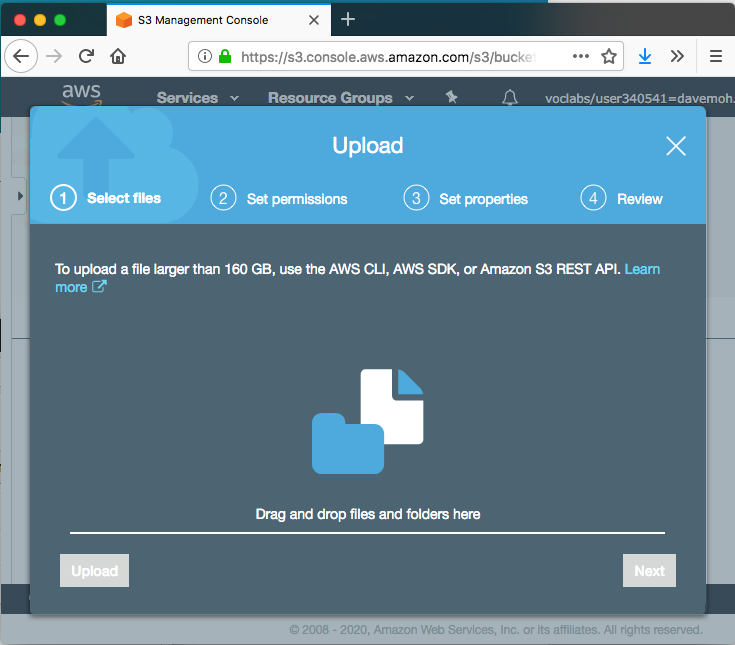 S3 Management Console
https://s3.console.aws.amazon.com/s3/bucke
aws Services Resource Groups voclabs/user340541=davemoh.
Upload
1 Select files 2 Set permissions 3 Set properties 4 Review
To upload a file larger than 160 GB, use the AWS CLI, AWS SDK, or Amazon S3 REST API. Learn
more
Drag and drop files and folders here
Upload Next
© 2008 - 2020, Amazon Web Services, Inc. or its affiliates. All rights reserved.